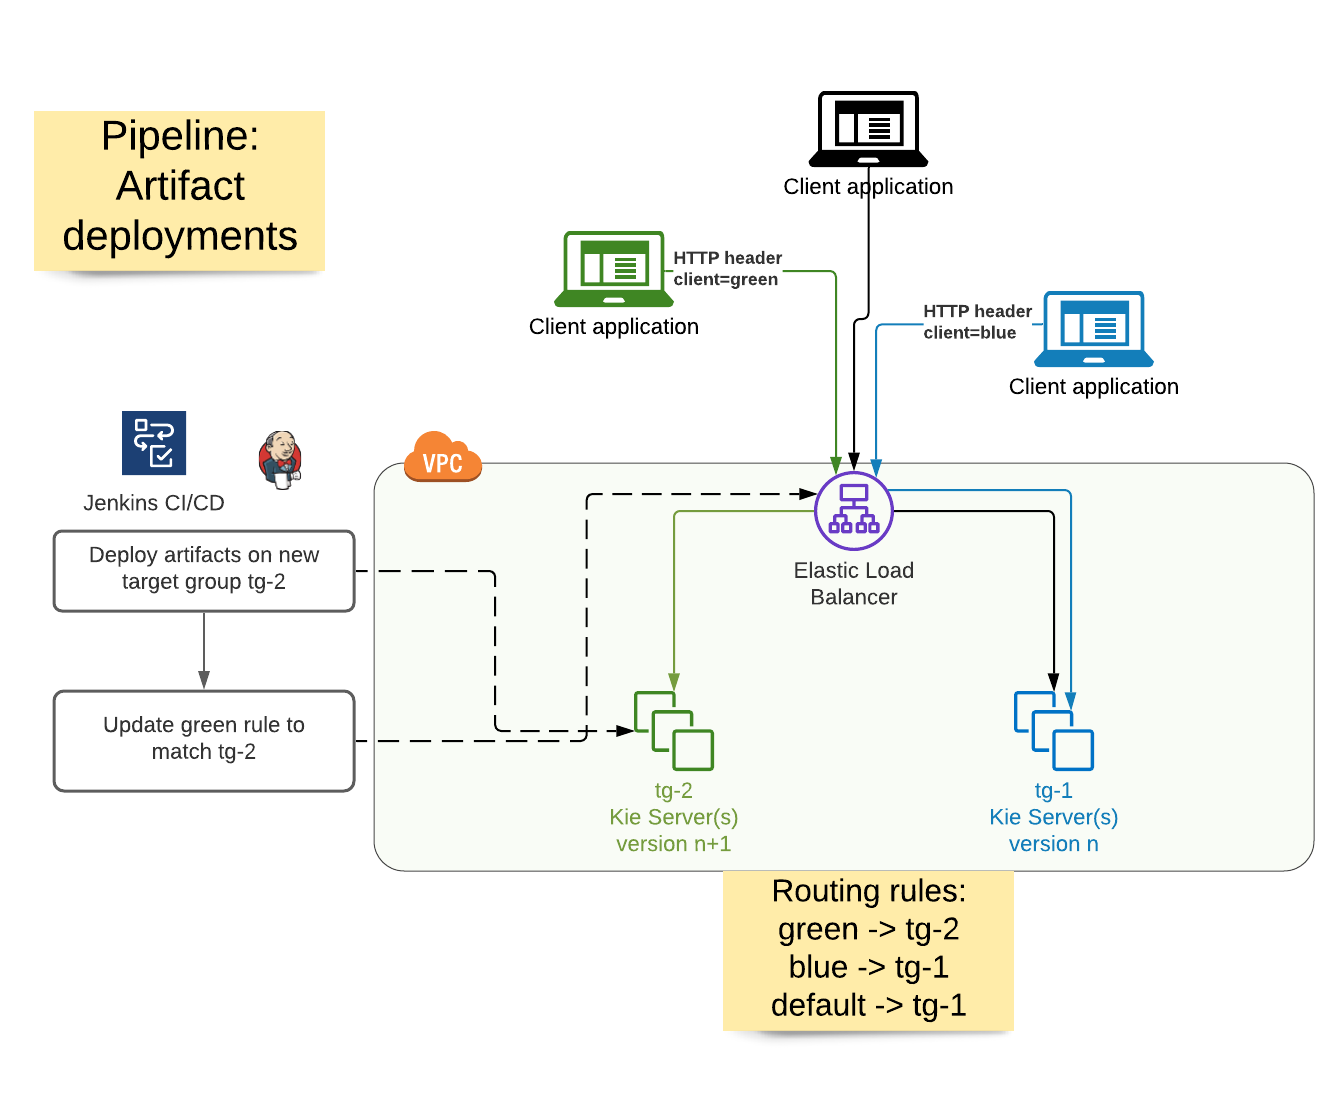 Pipeline:
Artifact
deployments
Client application
HTTP header
client=green
Client application
HTTP header
client=blue
Client application
Jenkins CI/CD
VPC
Deploy artifacts on new
target group tg-2
Elastic Load
Balancer
Update green rule to
match tg-2
tg-2
Kie Server(s)
version n+1
tg-1
Kie Server(s)
version n
Routing rules:
green -> tg-2
blue -> tg-1
default -> tg-1